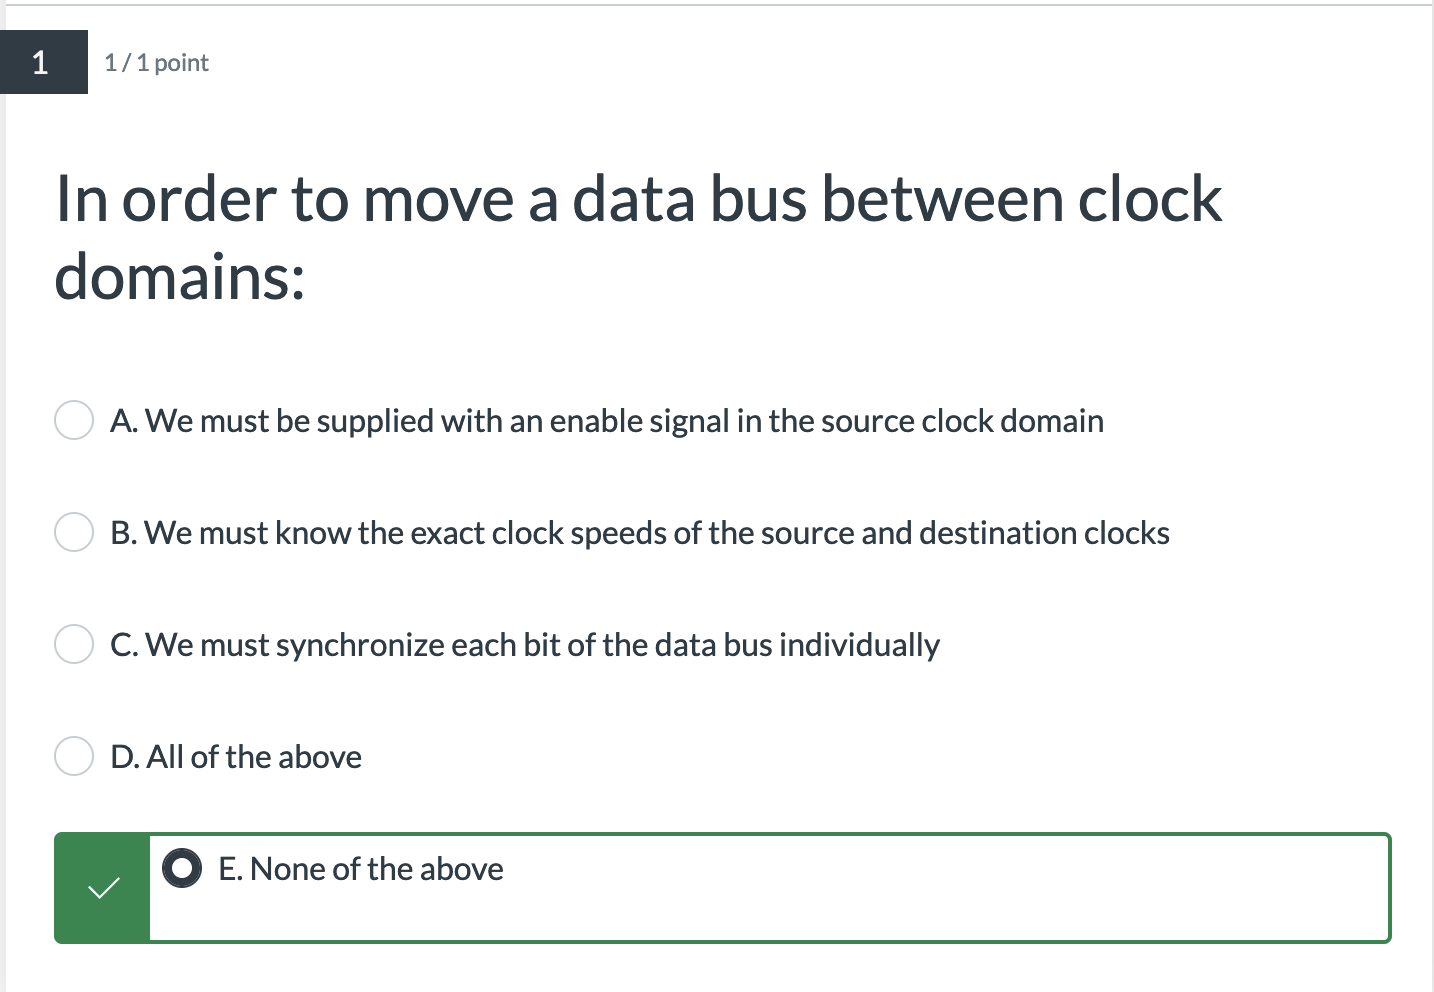 1
1 / 1 point
In order to move a data bus between clock
domains:
A. We must be supplied with an enable signal in the source clock domain
B. We must know the exact clock speeds of the source and destination clocks
C. We must synchronize each bit of the data bus individually
D. All of the above
E. None of the above